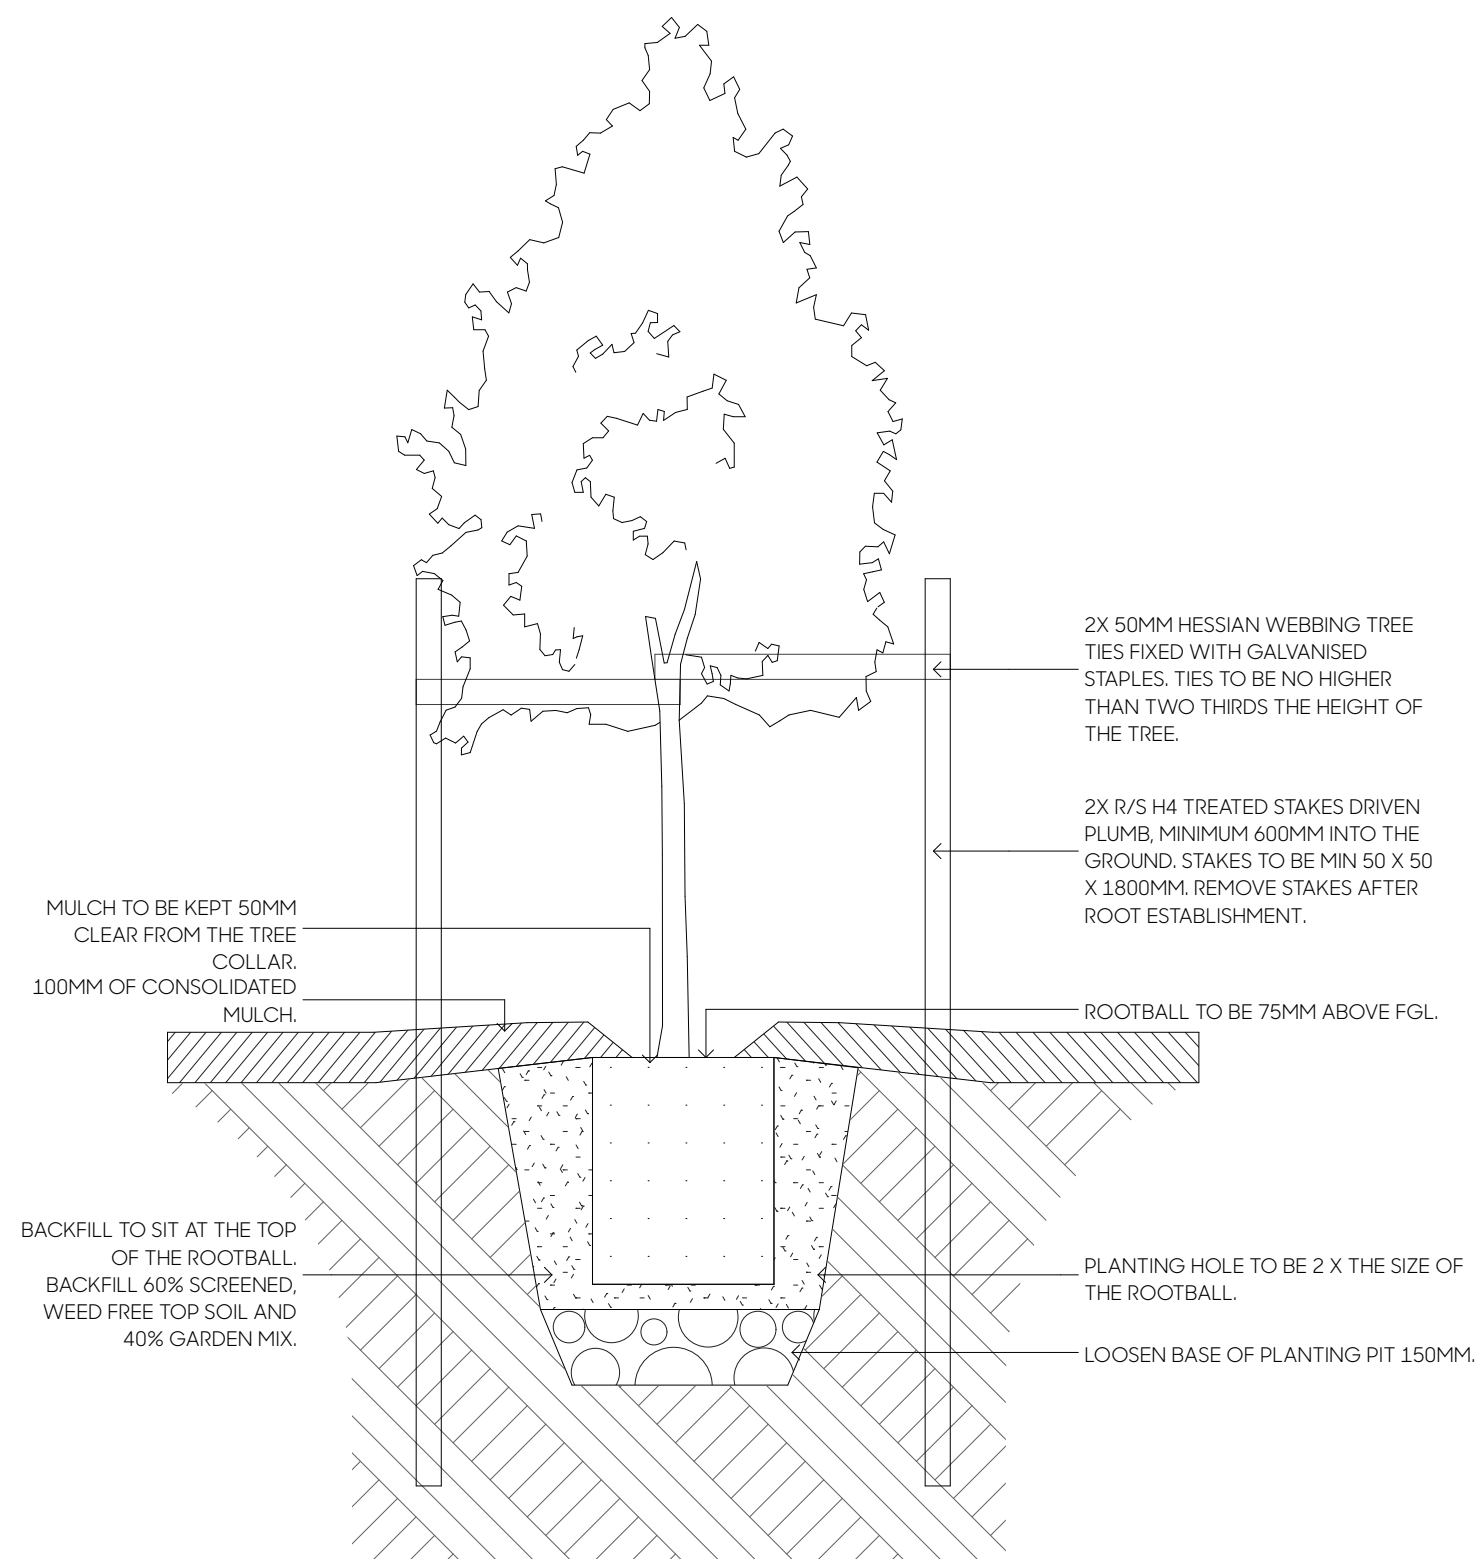 2X 50MM HESSIAN WEBBING TREE
TIES FIXED WITH GALVANISED
STAPLES. TIES TO BE NO HIGHER
THAN TWO THIRDS THE HEIGHT OF
THE TREE.
2X R/S H4 TREATED STAKES DRIVEN
PLUMB, MINIMUM 600MM INTO THE
GROUND. STAKES TO BE MIN 50 X 50
X 1800MM. REMOVE STAKES AFTER
ROOT ESTABLISHMENT.
MULCH TO BE KEPT 50MM
CLEAR FROM THE TREE
COLLAR.
100MM OF CONSOLIDATED
MULCH.
ROOTBALL TO BE 75MM ABOVE FGL.
BACKFILL TO SIT AT THE TOP
OF THE ROOTBALL.
BACKFILL 60% SCREENED,
WEED FREE TOP SOIL AND
40% GARDEN MIX.
PLANTING HOLE TO BE 2 X THE SIZE OF
THE ROOTBALL.
LOOSEN BASE OF PLANTING PIT 150MM.